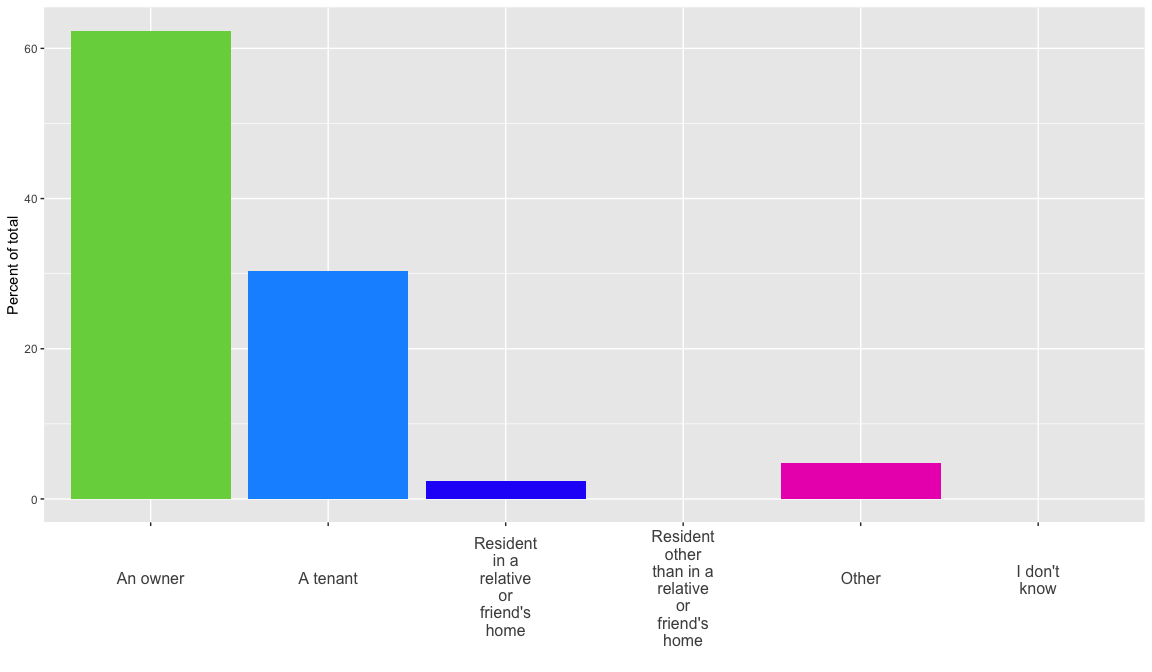 Percent of total
60
40
20
0
An owner
A tenant
Resident
in a
relative
or
friend's
home
Resident
other
than in a
relative
or
friend's
home
Other
I don't
know